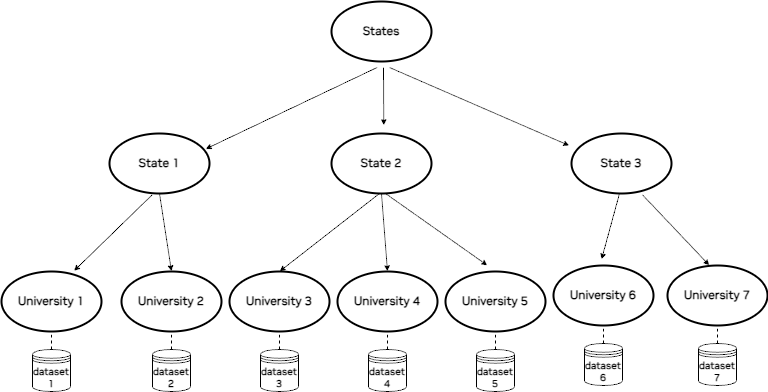 States
State 1
State 2
State 3
University 1
University 2
University 3
University 4
University 5
University 6
University 7
dataset
1
dataset
2
dataset
3
dataset
4
dataset
5
dataset
6
dataset
7